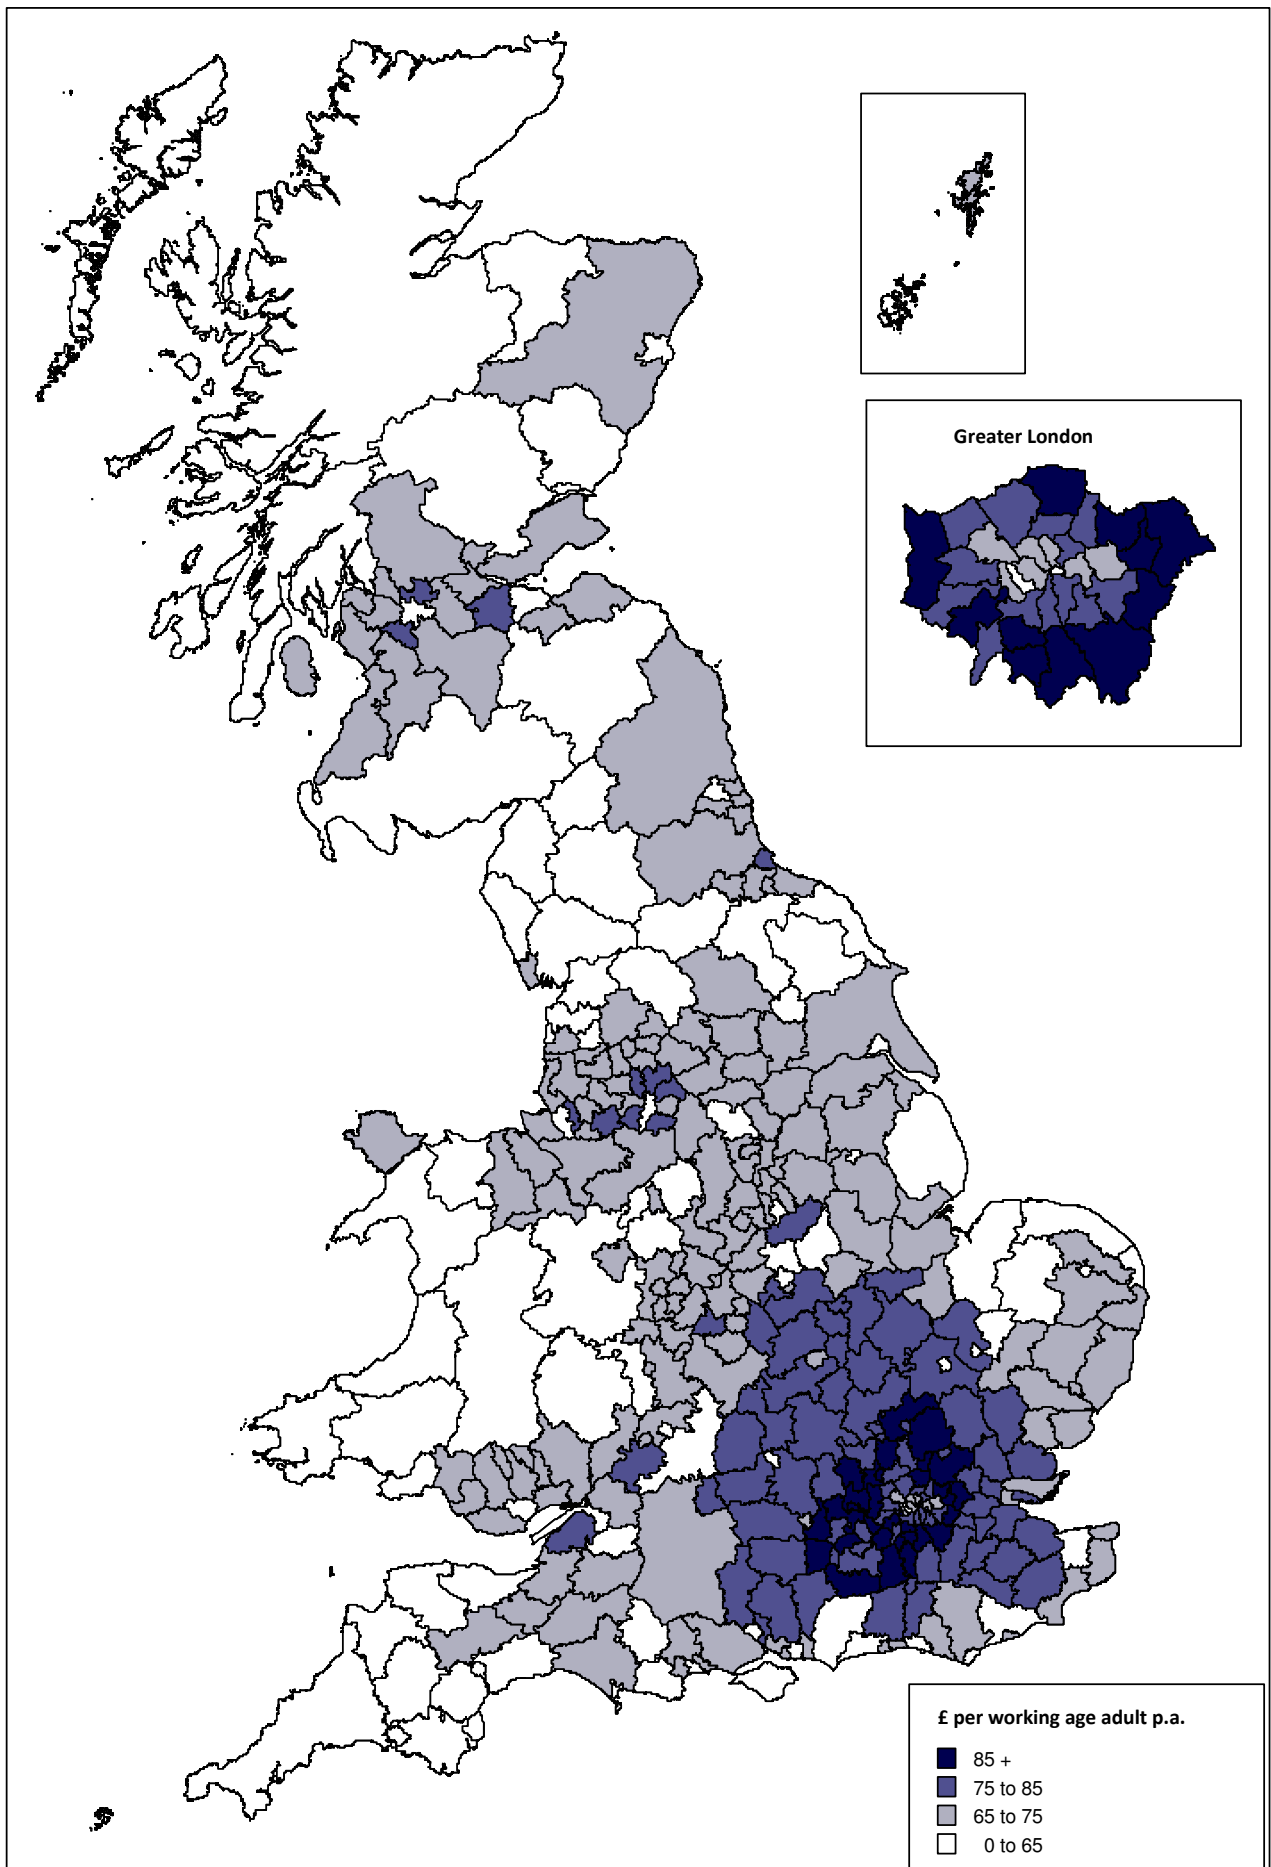 Greater London
£ per working age adult p.a.
85 +
75 to 85
65 to 75
0 to 65